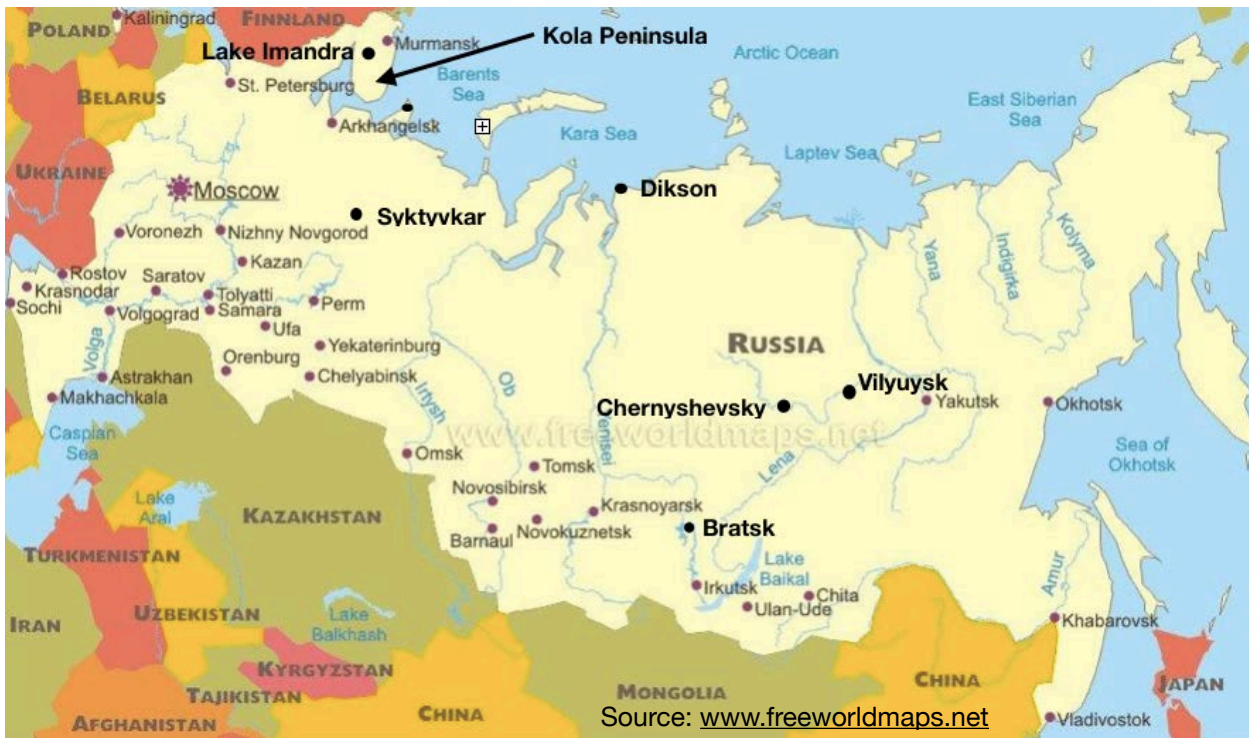 Kaliningrad
FINNLAND
POLAND
Lake Imandra
Murmansk
Kola Peninsula
Arctic Ocean
Barents
Sea
St. Petersburg
BELARUS
Arkhangelsk
Kara Sea
East Siberian
Sea
Laptev Sea
UKRAINE
Moscow
Dikson
Syktyvkar
Voronezh
Nizhny Novgorod
Kazan
Yana
Indigirka
Kolyma
Rostov
Saratov
Krasnodar
Sochi
Tolyatti
Samara
Perm
Volgograd
Ufa
Volga
Yekaterinburg
RUSSIA
Orenburg
Astrakhan
Chelyabinsk
Irtysh
Ob
Makhachkala
Vilyuysk
Chernyshevsky
Yakutsk
Okhotsk
Yenisei
www.freeworldmaps.net
Caspian
Sea
Omsk
Tomsk
Lena
Sea of
Okhotsk
Lake
Aral
Novosibirsk
Krasnoyarsk
KAZAKHSTAN
Barnaul
Novokuznetsk
Bratsk
TURKMENISTAN
Lake
Baikal
Irkutsk
Chita
Ulan-Ude
Amur
UZBEKISTAN
Lake
Balkhash
IRAN
Khabarovsk
KYRGYZSTAN
TAJIKISTAN
MONGOLIA
CHINA
JAPAN
AFGHANISTAN
CHINA
Source: www.freeworldmaps.net
Vladivostok